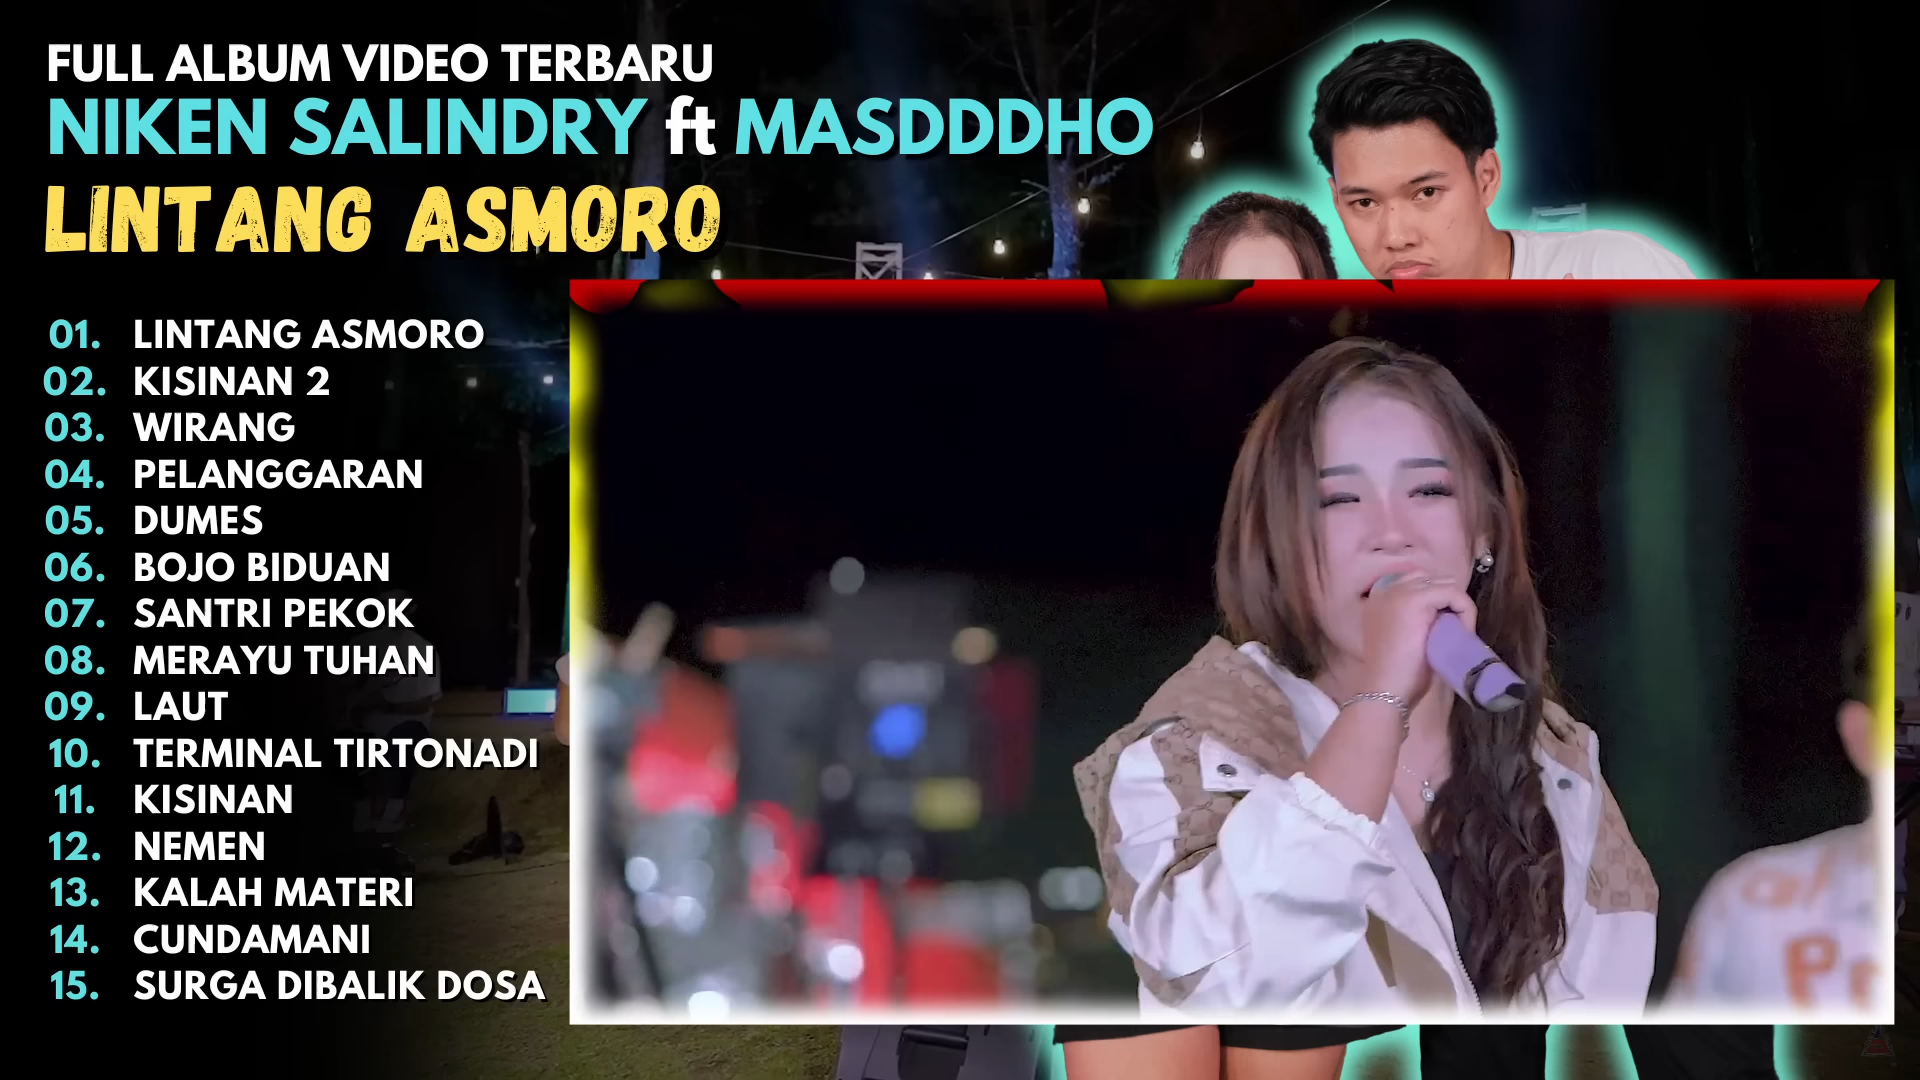 FULL ALBUM VIDEO TERBARU
NIKEN SALINDRY ft MASDDDHO
LINTANG ASMORO
01. LINTANG ASMORO
02. KISINAN 2
03. WIRANG
04. PELANGGARAN
05. DUMES
06. BOJO BIDUAN
07. SANTRI PEKOK
08. MERAYU TUHAN
09. LAUT
10. TERMINAL TIRTONADI
11. KISINAN
12. NEMEN
13. KALAH MATERI
14. CUNDAMANI
15. SURGA DIBALIK DOSA